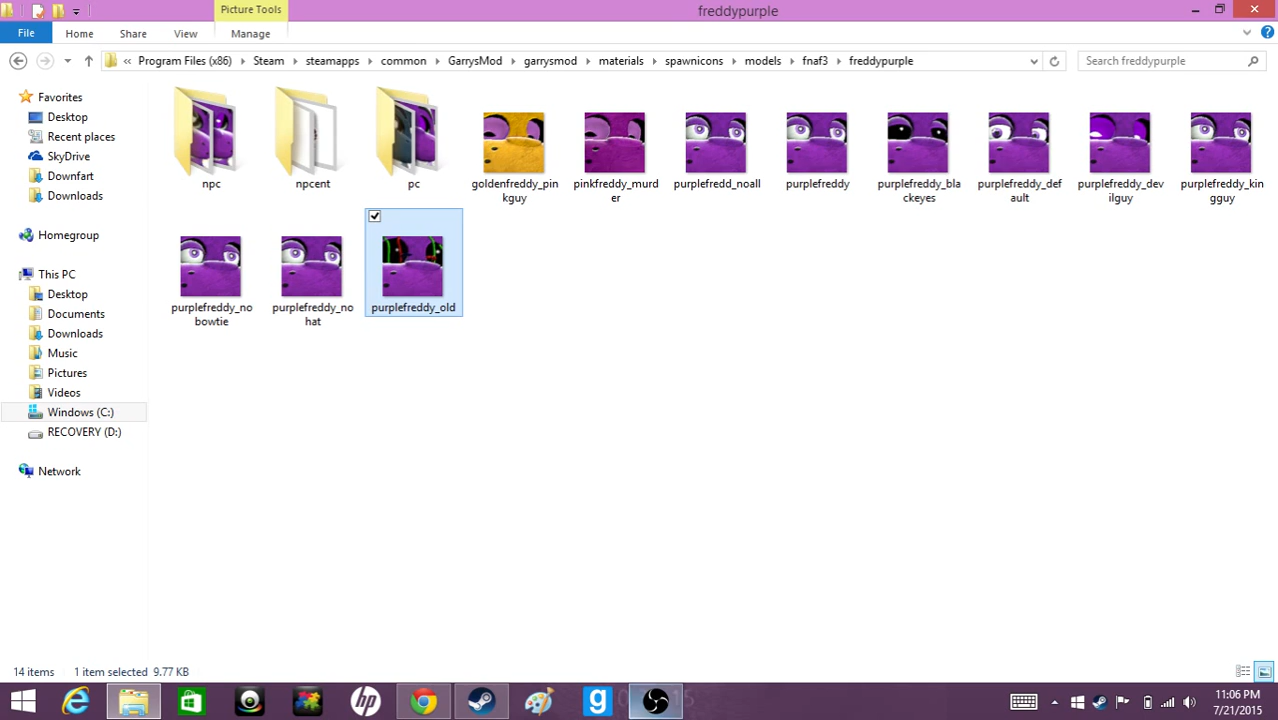 Picture Tools
freddypurple
File
Home
Share
View
Manage
« Program Files (x86) Steam steamapps common GarrysMod garrysmod materials spawnicons models fnaf3 freddypurple
Search freddypurple
Favorites
Desktop
Recent places
SkyDrive
Downfart
Downloads
Homegroup
This PC
Desktop
Documents
Downloads
Music
Pictures
Videos
Windows (C:)
RECOVERY (D:)
Network
npc
npcent
pc
goldenfreddy_pin
kguy
pinkfreddy_murd
er
purplefredd_noall
purplefreddy
purplefreddy_bla
ckeyes
purplefreddy_def
ault
purplefreddy_dev
ilguy
purplefreddy_kin
gguy
purplefreddy_no
bowtie
purplefreddy_no
hat
purplefreddy_old
14 items
1 item selected 9.77 KB
hp
g
11:06 PM
7/21/2015